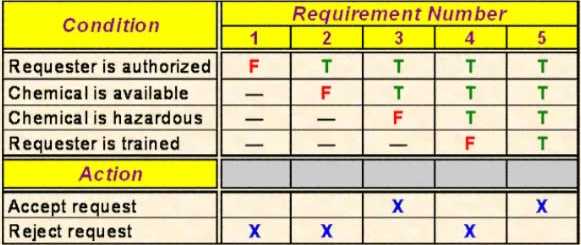 Condition Requirement Number
1 2 3 4 5
Requester is authorized F T T T T
Chemical is available — F T T T
Chemical is hazardous — — F T T
Requester is trained — — — F T
Action
Accept request X X
Reject request X X X